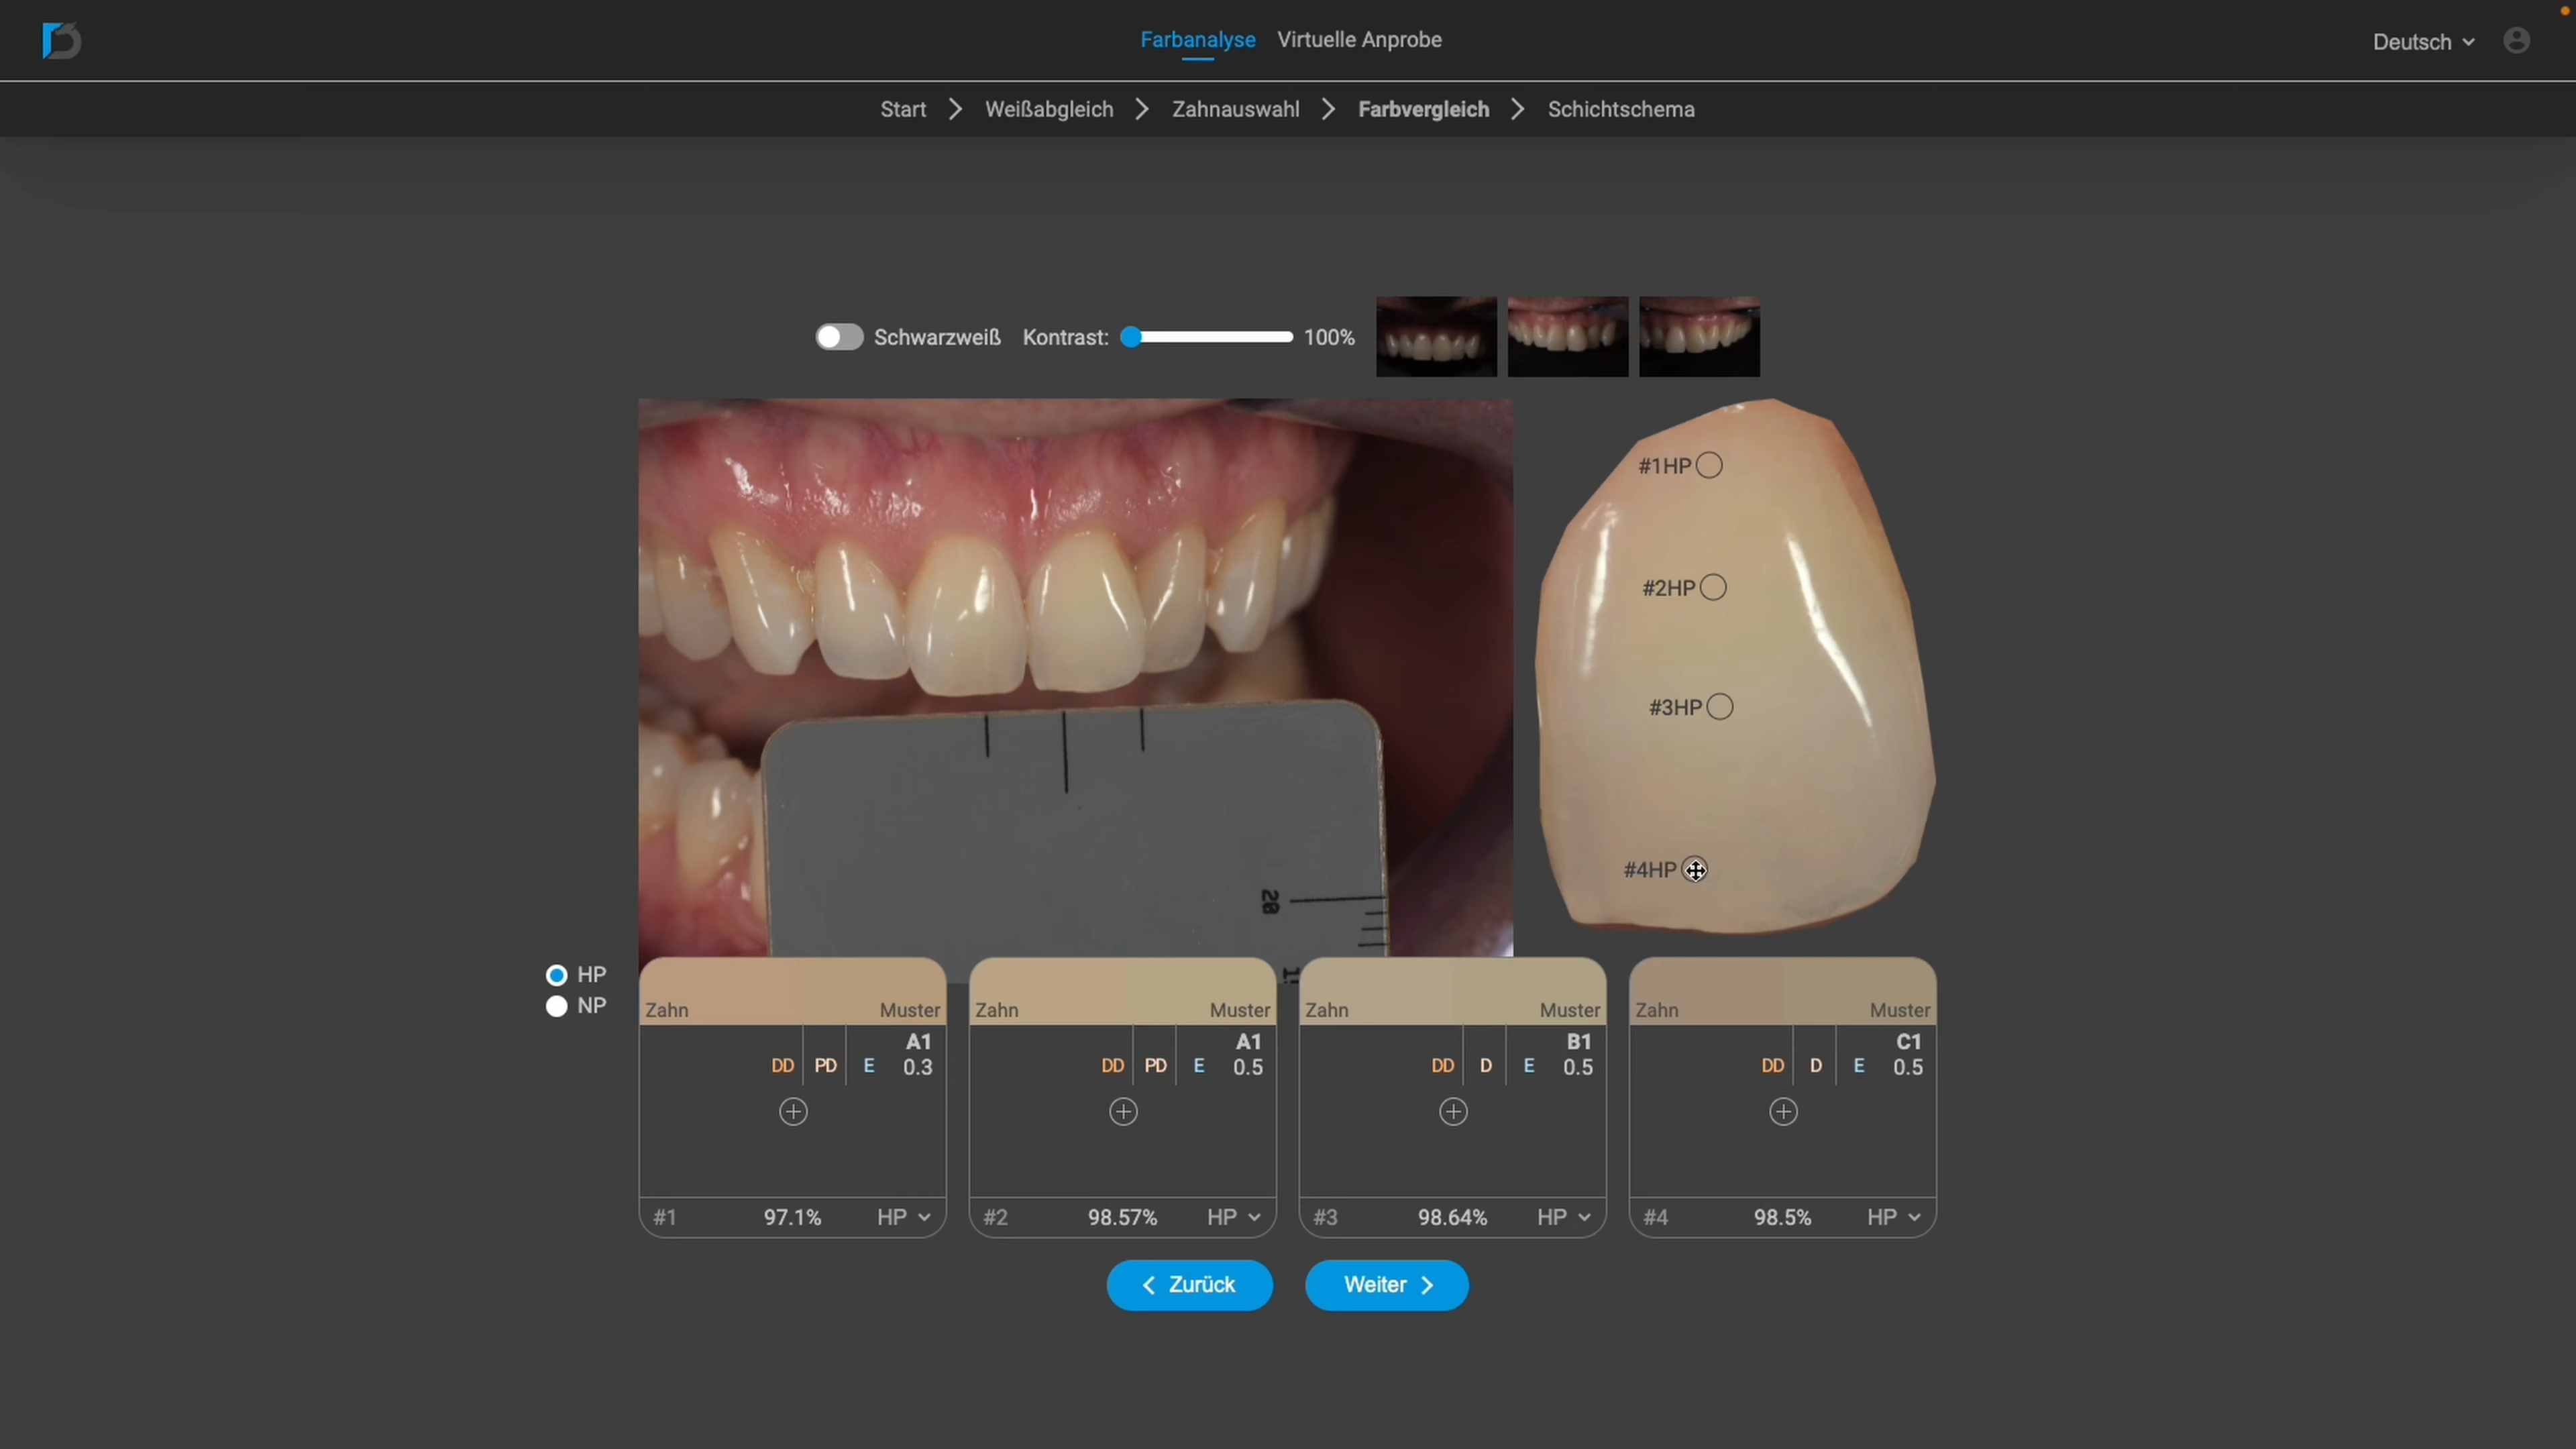 Farbanalyse Virtuelle Anprobe
Deutsch
Start > Weißabgleich > Zahnauswahl > Farbvergleich > Schichtschema
Schwarzweiß Kontrast: 100%
#1HP
#2HP
#3HP
#4HP
20
HP
NP
Zahn Muster
A1
DD PD E 0.3
#1 97.1% HP
Zahn Muster
A1
DD PD E 0.5
#2 98.57% HP
Zahn Muster
B1
DD D E 0.5
#3 98.64% HP
Zahn Muster
C1
DD D E 0.5
#4 98.5% HP
< Zurück
Weiter >